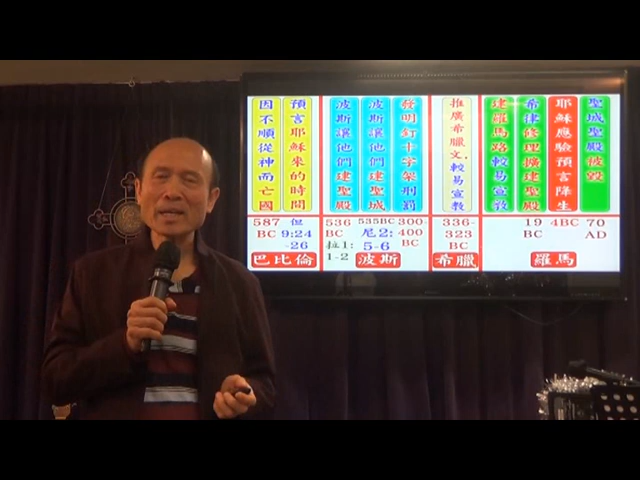 因不順從神而亡國
預言耶穌來的時間
波斯讓他們建聖殿
波斯讓他們建聖城
發明釘十字架刑罰
推廣希臘文,較易宣教
建羅馬路較易宣教
希律修理擴建聖殿
耶穌應驗預言降生
聖城聖殿被毀
587
BC
但
9:24
-26
536
BC
拉1:
1-2
535BC
尼2:
5-6
300-
400
BC
336-
323
BC
19
BC
4BC
70
AD
巴比倫
波斯
希臘
羅馬